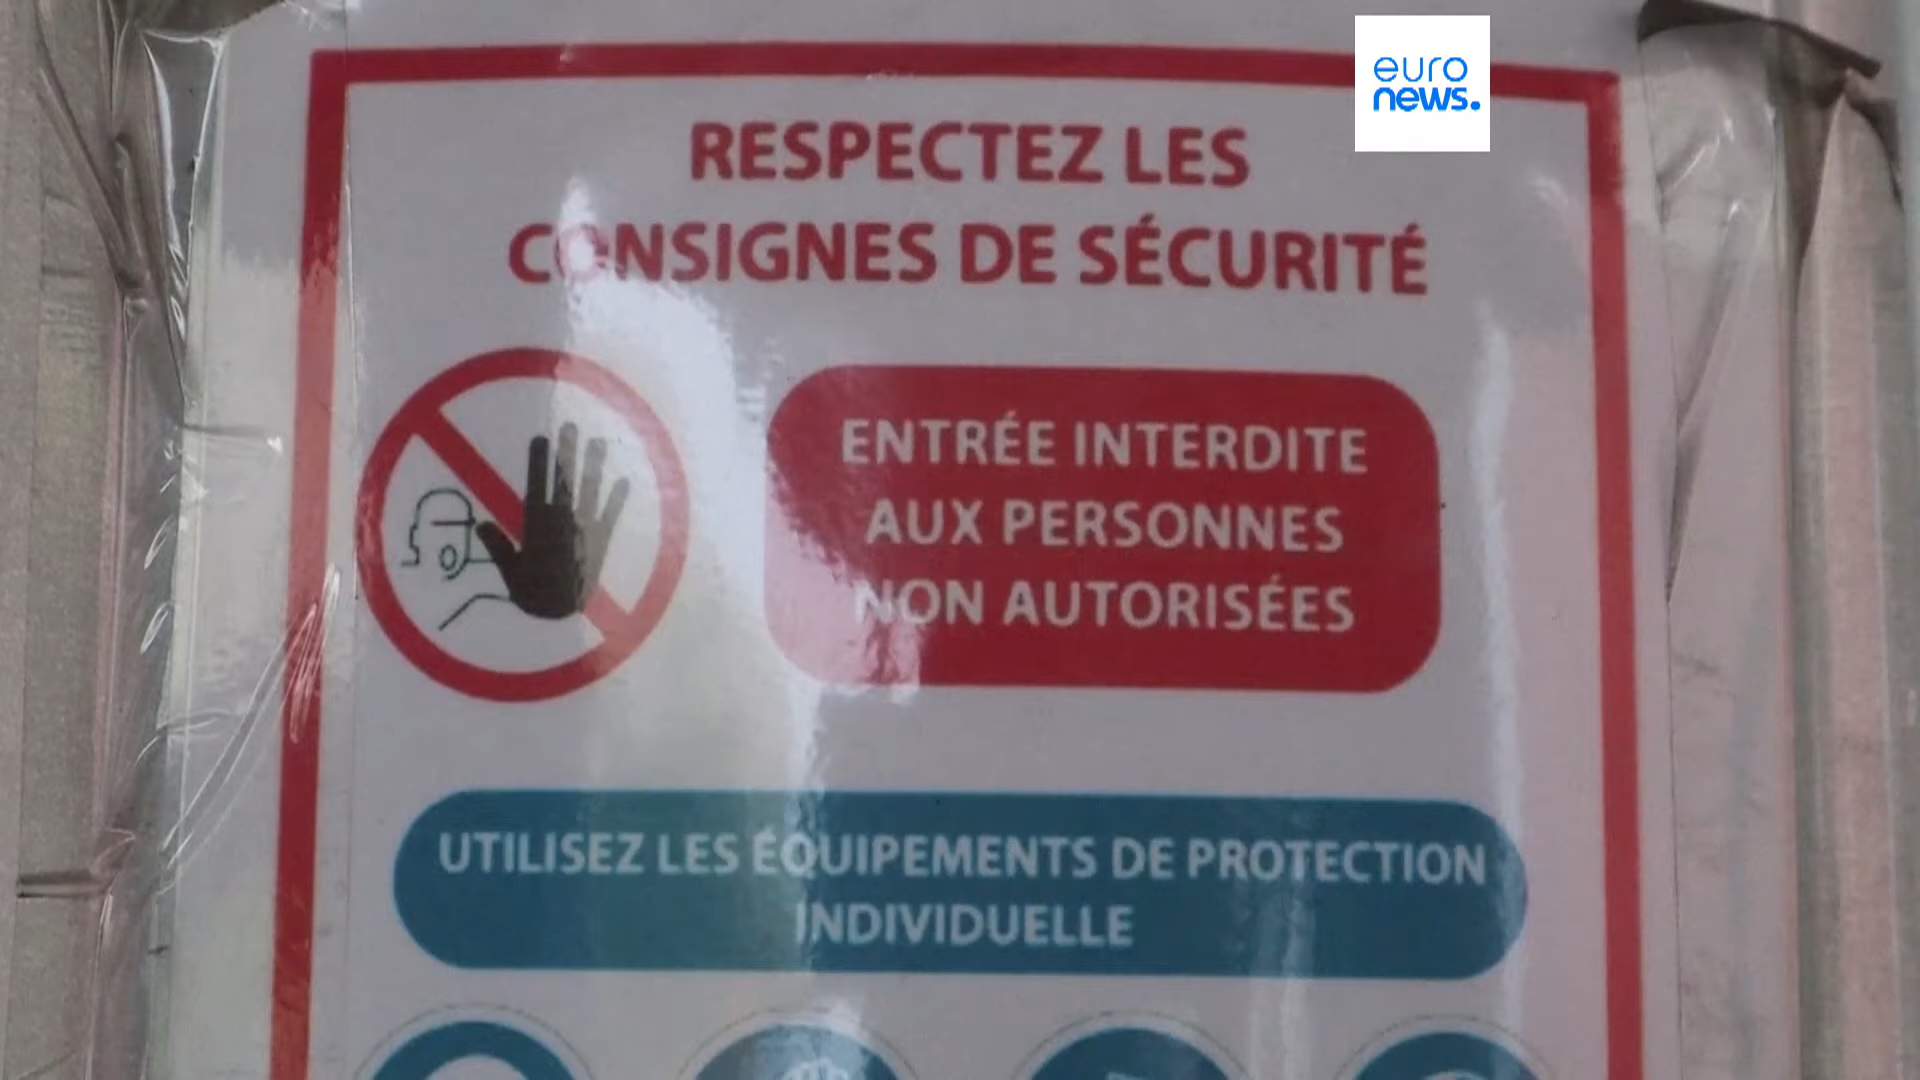 euro
news.
RESPECTEZ LES
CONSIGNES DE SÉCURITÉ
ENTRÉE INTERDITE
AUX PERSONNES
NON AUTORISÉES
UTILISEZ LES ÉQUIPEMENTS DE PROTECTION
INDIVIDUELLE